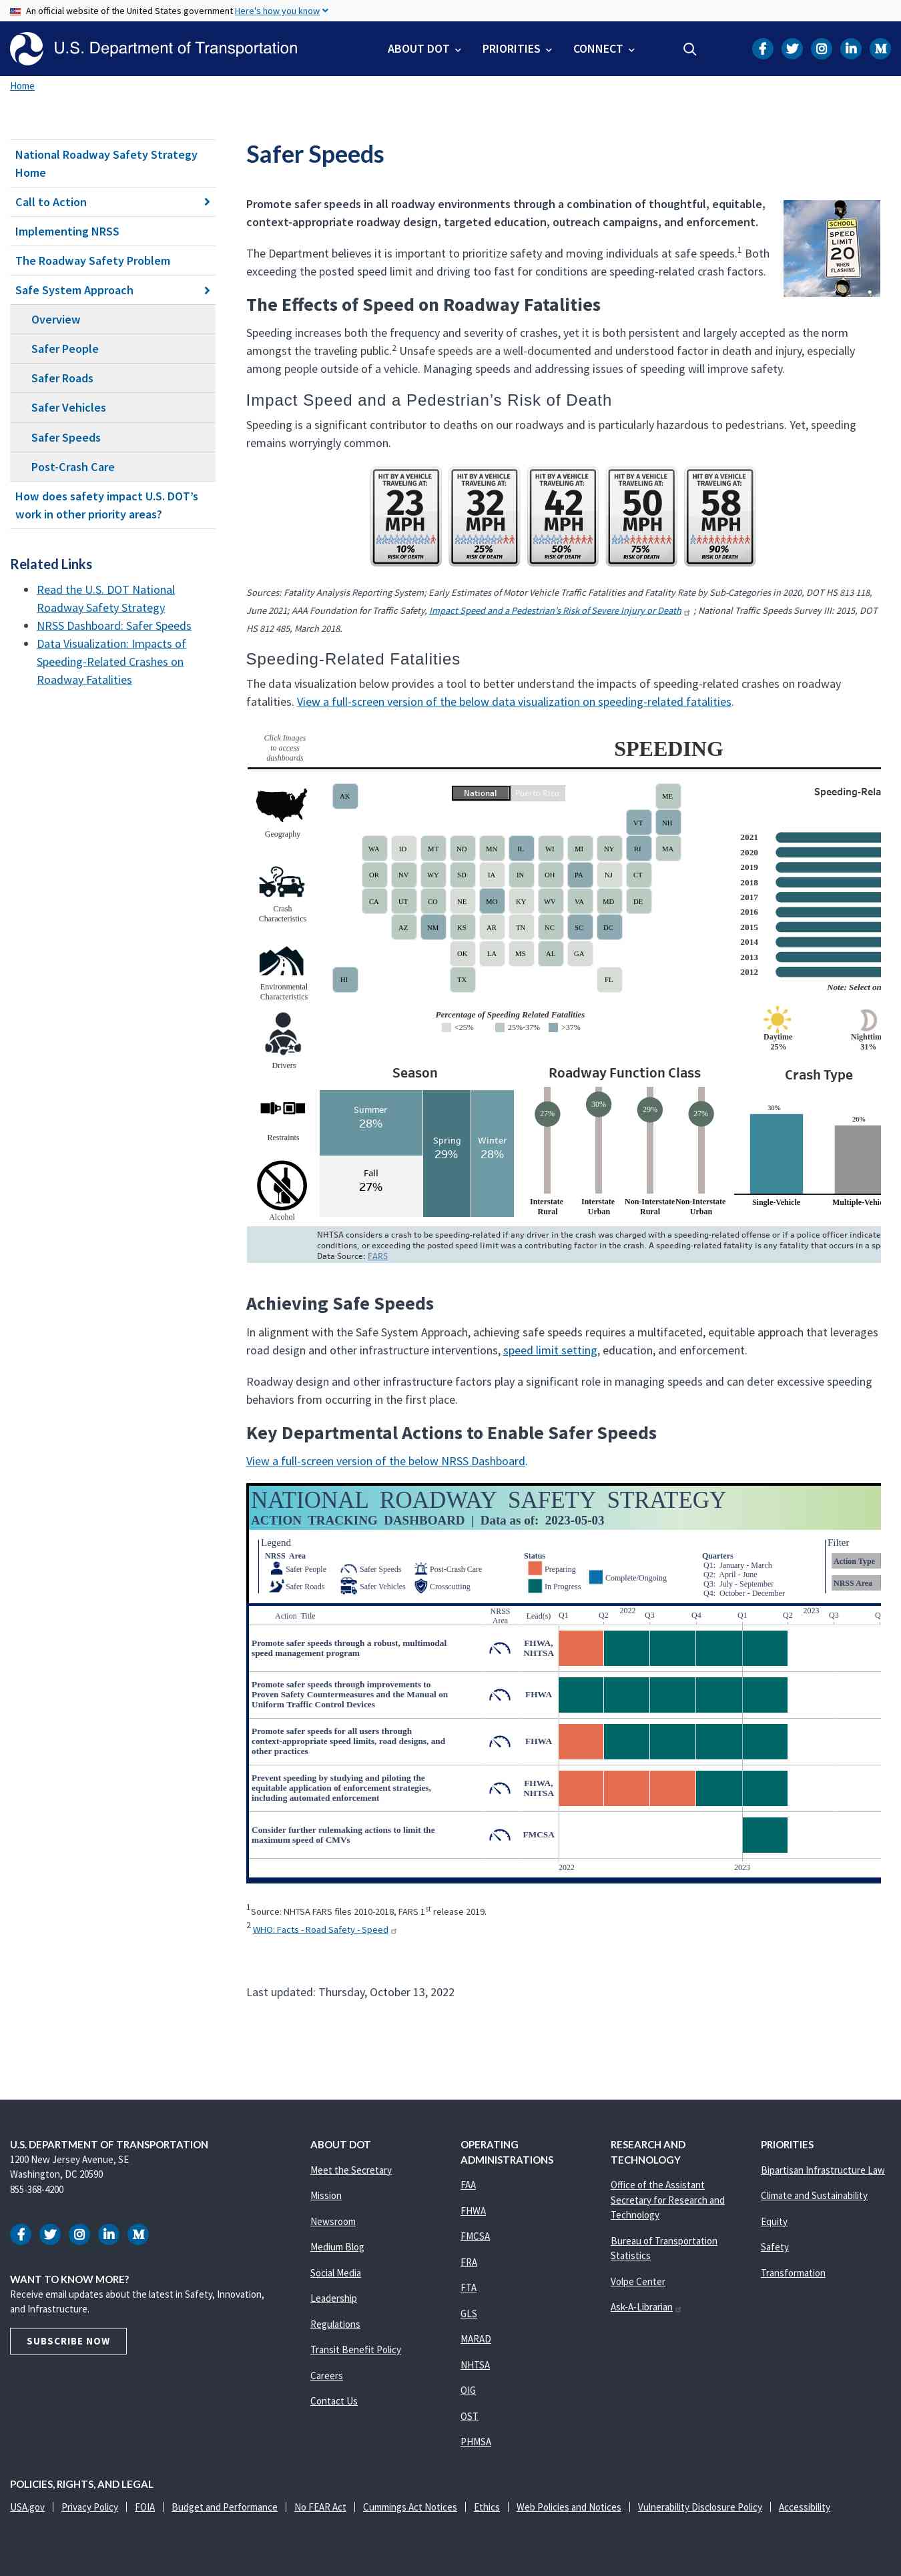 An official website of the United States government Here's how you know
U.S. Department of Transportation
ABOUT DOT
PRIORITIES
CONNECT
Home
National Roadway Safety Strategy
Home
Call to Action
Implementing NRSS
The Roadway Safety Problem
Safe System Approach
Overview
Safer People
Safer Roads
Safer Vehicles
Safer Speeds
Post-Crash Care
How does safety impact U.S. DOT's
work in other priority areas?
Related Links
Read the U.S. DOT National
Roadway Safety Strategy
NRSS Dashboard: Safer Speeds
Data Visualization: Impacts of
Speeding-Related Crashes on
Roadway Fatalities
Safer Speeds
Promote safer speeds in all roadway environments through a combination of thoughtful, equitable,
context-appropriate roadway design, targeted education, outreach campaigns, and enforcement.
SCHOOL
SPEED
LIMIT
20
WHEN
FLASHING
The Department believes it is important to prioritize safety and moving individuals at safe speeds.1 Both
exceeding the posted speed limit and driving too fast for conditions are speeding-related crash factors.
The Effects of Speed on Roadway Fatalities
Speeding increases both the frequency and severity of crashes, yet it is both persistent and largely accepted as the norm
amongst the traveling public.2 Unsafe speeds are a well-documented and understood factor in death and injury, especially
among people outside of a vehicle. Managing speeds and addressing issues of speeding will improve safety.
Impact Speed and a Pedestrian's Risk of Death
Speeding is a significant contributor to deaths on our roadways and is particularly hazardous to pedestrians. Yet, speeding
remains worryingly common.
HIT BY A VEHICLE
TRAVELING AT:
23
MPH
10%
RISK OF DEATH
HIT BY A VEHICLE
TRAVELING AT:
32
MPH
25%
RISK OF DEATH
HIT BY A VEHICLE
TRAVELING AT:
42
MPH
50%
RISK OF DEATH
HIT BY A VEHICLE
TRAVELING AT:
50
MPH
75%
RISK OF DEATH
HIT BY A VEHICLE
TRAVELING AT:
58
MPH
90%
RISK OF DEATH
Sources: Fatality Analysis Reporting System; Early Estimates of Motor Vehicle Traffic Fatalities and Fatality Rate by Sub-Categories in 2020, DOT HS 813 118,
June 2021; AAA Foundation for Traffic Safety, Impact Speed and a Pedestrian's Risk of Severe Injury or Death ; National Traffic Speeds Survey III: 2015, DOT
HS 812 485, March 2018.
Speeding-Related Fatalities
The data visualization below provides a tool to better understand the impacts of speeding-related crashes on roadway
fatalities. View a full-screen version of the below data visualization on speeding-related fatalities.
Click Images
to access
dashboards
SPEEDING
Geography
Crash
Characteristics
Environmental
Characteristics
Drivers
Restraints
Alcohol
National
Puerto Rico
AK ME
VT NH
WA ID MT ND MN IL WI MI NY RI MA
OR NV WY SD IA IN OH PA NJ CT
CA UT CO NE MO KY WV VA MD DE
AZ NM KS AR TN NC SC DC
OK LA MS AL GA
HI TX FL
Percentage of Speeding Related Fatalities
<25% 25%-37% >37%
Speeding-Rela
2021
2020
2019
2018
2017
2016
2015
2014
2013
2012
Note: Select on
Daytime
25%
Nighttim
31%
Season
Summer
28%
Fall
27%
Spring
29%
Winter
28%
Roadway Function Class
27% 30% 29% 27%
Interstate
Rural
Interstate
Urban
Non-Interstate
Rural
Non-Interstate
Urban
Crash Type
30%
26%
Single-Vehicle
Multiple-Vehic
NHTSA considers a crash to be speeding-related if any driver in the crash was charged with a speeding-related offense or if a police officer indicate
conditions, or exceeding the posted speed limit was a contributing factor in the crash. A speeding-related fatality is any fatality that occurs in a sp
Data Source: FARS
Achieving Safe Speeds
In alignment with the Safe System Approach, achieving safe speeds requires a multifaceted, equitable approach that leverages
road design and other infrastructure interventions, speed limit setting, education, and enforcement.
Roadway design and other infrastructure factors play a significant role in managing speeds and can deter excessive speeding
behaviors from occurring in the first place.
Key Departmental Actions to Enable Safer Speeds
View a full-screen version of the below NRSS Dashboard.
NATIONAL ROADWAY SAFETY STRATEGY
ACTION TRACKING DASHBOARD | Data as of: 2023-05-03
Legend
NRSS Area
Safer People
Safer Speeds
Post-Crash Care
Safer Roads
Safer Vehicles
Crosscutting
Status
Preparing
In Progress
Complete/Ongoing
Quarters
Q1: January - March
Q2: April - June
Q3: July - September
Q4: October - December
Filter
Action Type
NRSS Area
Action Title
NRSS
Area
Lead(s)
2022 2023
Q1 Q2 Q3 Q4 Q1 Q2 Q3 Q
Promote safer speeds through a robust, multimodal
speed management program
FHWA,
NHTSA
Promote safer speeds through improvements to
Proven Safety Countermeasures and the Manual on
Uniform Traffic Control Devices
FHWA
Promote safer speeds for all users through
context-appropriate speed limits, road designs, and
other practices
FHWA
Prevent speeding by studying and piloting the
equitable application of enforcement strategies,
including automated enforcement
FHWA,
NHTSA
Consider further rulemaking actions to limit the
maximum speed of CMVs
FMCSA
2022 2023
1Source: NHTSA FARS files 2010-2018, FARS 1st release 2019.
2 WHO: Facts - Road Safety - Speed
Last updated: Thursday, October 13, 2022
U.S. DEPARTMENT OF TRANSPORTATION
1200 New Jersey Avenue, SE
Washington, DC 20590
855-368-4200
WANT TO KNOW MORE?
Receive email updates about the latest in Safety, Innovation,
and Infrastructure.
SUBSCRIBE NOW
ABOUT DOT
Meet the Secretary
Mission
Newsroom
Medium Blog
Social Media
Leadership
Regulations
Transit Benefit Policy
Careers
Contact Us
OPERATING
ADMINISTRATIONS
FAA
FHWA
FMCSA
FRA
FTA
GLS
MARAD
NHTSA
OIG
OST
PHMSA
RESEARCH AND
TECHNOLOGY
Office of the Assistant
Secretary for Research and
Technology
Bureau of Transportation
Statistics
Volpe Center
Ask-A-Librarian
PRIORITIES
Bipartisan Infrastructure Law
Climate and Sustainability
Equity
Safety
Transformation
POLICIES, RIGHTS, AND LEGAL
USA.gov | Privacy Policy | FOIA | Budget and Performance | No FEAR Act | Cummings Act Notices | Ethics | Web Policies and Notices | Vulnerability Disclosure Policy | Accessibility